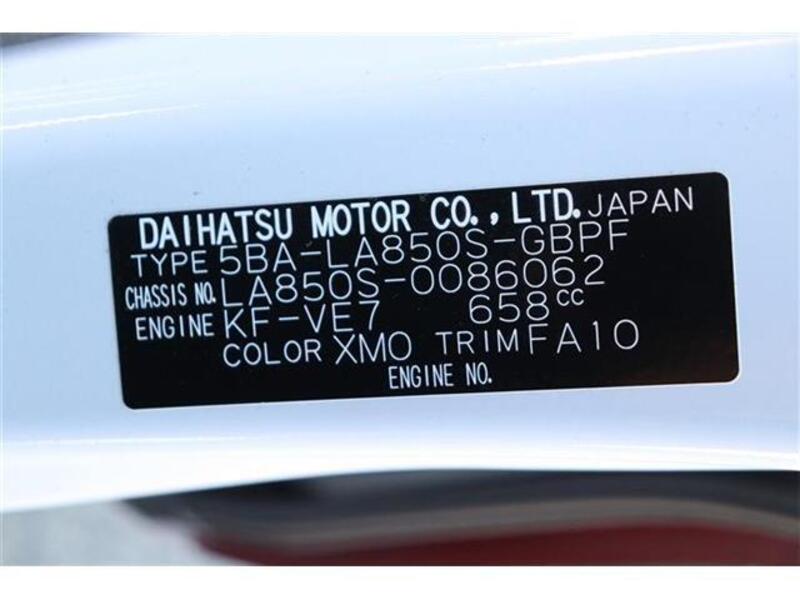 DAIHATSU MOTOR CO., LTD. JAPAN
TYPE 5BA-LA850S-GBPF
CHASSIS NO. LA850S-0086062
ENGINE KF-VE7 658cc
COLOR XM0 TRIM FA10
ENGINE NO.